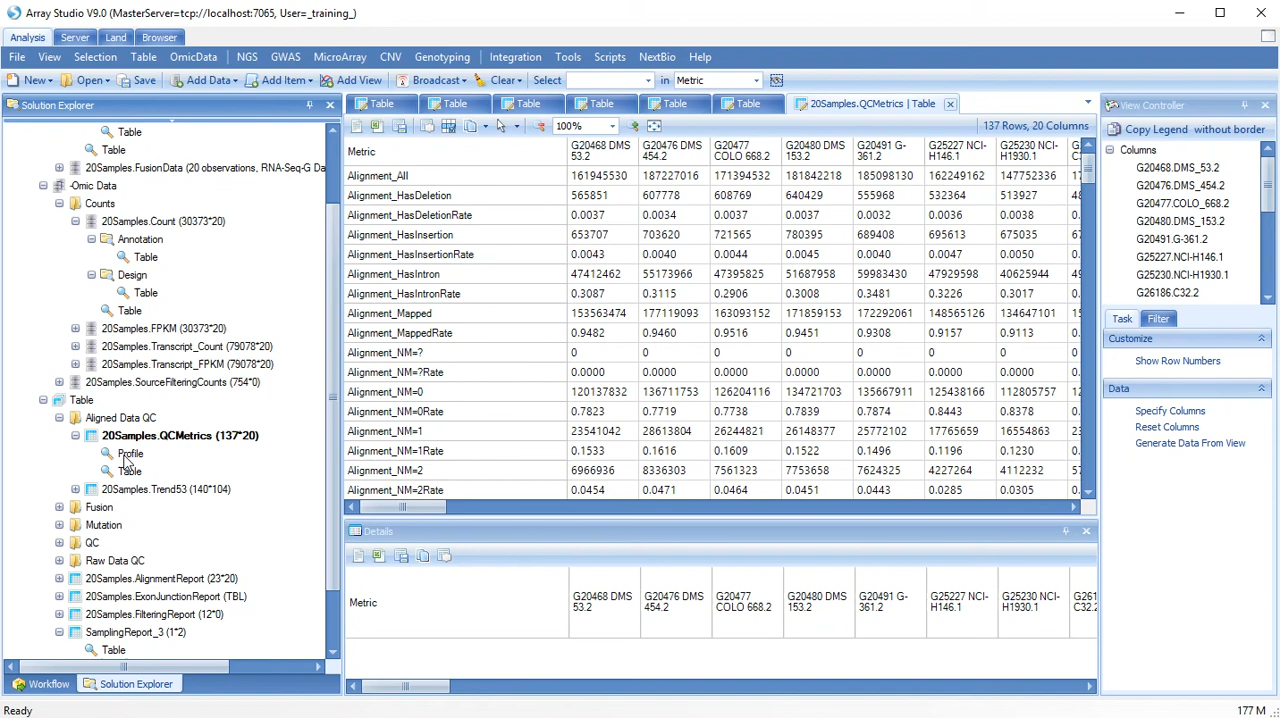 Array Studio V9.0 (MasterServer=tcp://localhost:7065, User=_training_)
Analysis Server Land Browser
File View Selection Table OmicData NGS GWAS MicroArray CNV Genotyping Integration Tools Scripts NextBio Help
New Open Save Add Data Add Item Add View Broadcast Clear Select in Metric
Solution Explorer
Table
Table
20Samples.FusionData (20 observations, RNA-Seq-G Da
-Omic Data
Counts
20Samples.Count (30373*20)
Annotation
Table
Design
Table
Table
20Samples.FPKM (30373*20)
20Samples.Transcript_Count (79078*20)
20Samples.Transcript_FPKM (79078*20)
20Samples.SourceFilteringCounts (754*0)
Table
Aligned Data QC
20Samples.QCMetrics (137*20)
Profile
Table
20Samples.Trend53 (140*104)
Fusion
Mutation
QC
Raw Data QC
20Samples.AlignmentReport (23*20)
20Samples.ExonJunctionReport (TBL)
20Samples.FilteringReport (12*0)
SamplingReport_3 (1*2)
Table
Workflow Solution Explorer
Table Table Table Table Table Table 20Samples.QCMetrics | Table
100% 137 Rows, 20 Columns
Metric G20468 DMS 53.2 G20476 DMS 454.2 G20477 COLO 668.2 G20480 DMS 153.2 G20491 G-361.2 G25227 NCI-H146.1 G25230 NCI-H1930.1
Alignment_All 161945530 187227016 171394532 181842218 185098130 162249162 147752336
Alignment_HasDeletion 565851 607778 608769 640429 555968 532364 513927
Alignment_HasDeletionRate 0.0037 0.0034 0.0037 0.0037 0.0032 0.0036 0.0038
Alignment_HasInsertion 653707 703620 721565 780395 689408 695613 675035
Alignment_HasInsertionRate 0.0043 0.0040 0.0044 0.0045 0.0040 0.0047 0.0050
Alignment_HasIntron 47412462 55173966 47395825 51687958 59983430 47929598 40625944
Alignment_HasIntronRate 0.3087 0.3115 0.2906 0.3008 0.3481 0.3226 0.3017
Alignment_Mapped 153563474 177119093 163093152 171859153 172292061 148565126 134647101
Alignment_MappedRate 0.9482 0.9460 0.9516 0.9451 0.9308 0.9157 0.9113
Alignment_NM=? 0 0 0 0 0 0 0
Alignment_NM=?Rate 0.0000 0.0000 0.0000 0.0000 0.0000 0.0000 0.0000
Alignment_NM=0 120137832 136711753 126204116 134721703 135667911 125438166 112805757
Alignment_NM=0Rate 0.7823 0.7719 0.7738 0.7839 0.7874 0.8443 0.8378
Alignment_NM=1 23541042 28613804 26244821 26148377 25772102 17765659 16554863
Alignment_NM=1Rate 0.1533 0.1616 0.1609 0.1522 0.1496 0.1196 0.1230
Alignment_NM=2 6966936 8336303 7561323 7753658 7624325 4227264 4112232
Alignment_NM=2Rate 0.0454 0.0471 0.0464 0.0451 0.0443 0.0285 0.0305
Details
Metric G20468 DMS 53.2 G20476 DMS 454.2 G20477 COLO 668.2 G20480 DMS 153.2 G20491 G-361.2 G25227 NCI-H146.1 G25230 NCI-H1930.1 G261 C32.2
View Controller
Copy Legend without border
Columns
G20468.DMS_53.2
G20476.DMS_454.2
G20477.COLO_668.2
G20480.DMS_153.2
G20491.G-361.2
G25227.NCI-H146.1
G25230.NCI-H1930.1
G26186.C32.2
Task Filter
Customize
Show Row Numbers
Data
Specify Columns
Reset Columns
Generate Data From View
Ready 177 M